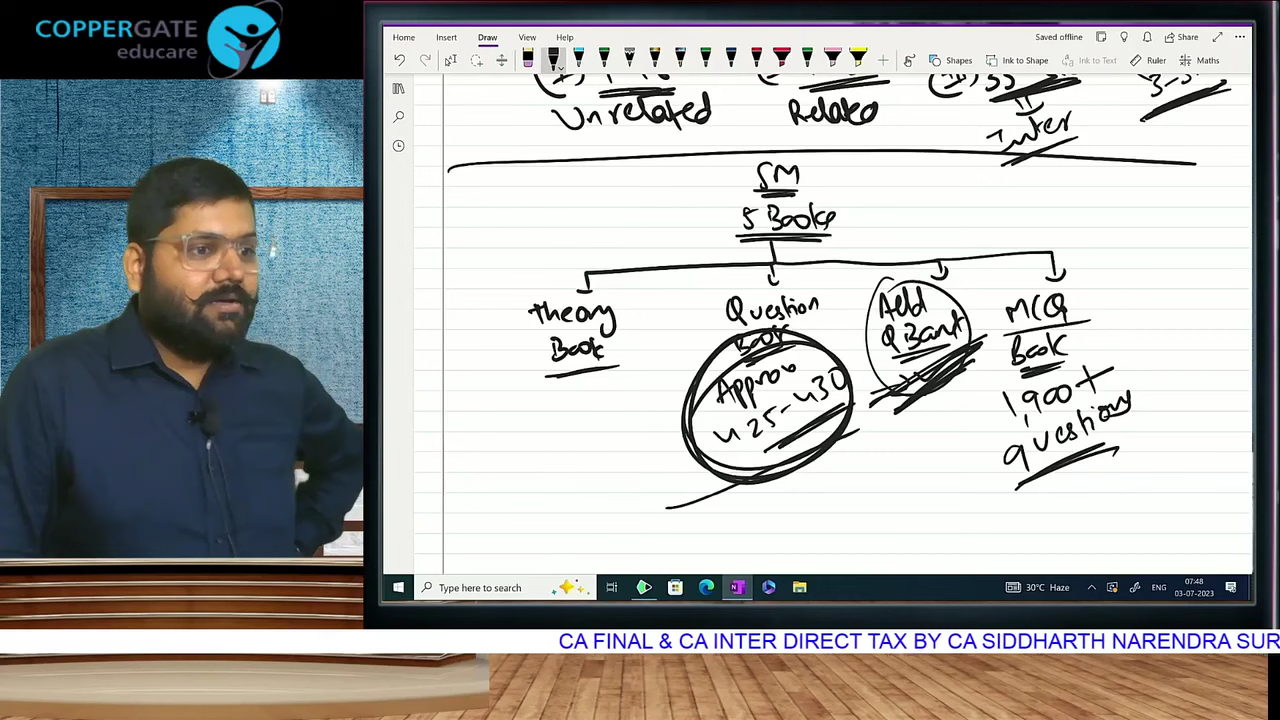 COPPERGATE
educare
Home Insert Draw View Help
Saved offline
Share
Shapes
Ink to Shape
Ink to Text
Ruler
Maths
Unrelated
Related
Inter
SM
5 Books
Theory
Book
Question
Book
Approx
425-430
Addl
Q Bank
MCQ
Book
1,900+
questions
Type here to search
30°C Haze
ENG
07:48
03-07-2023
CA FINAL & CA INTER DIRECT TAX BY CA SIDDHARTH NARENDRA SUR